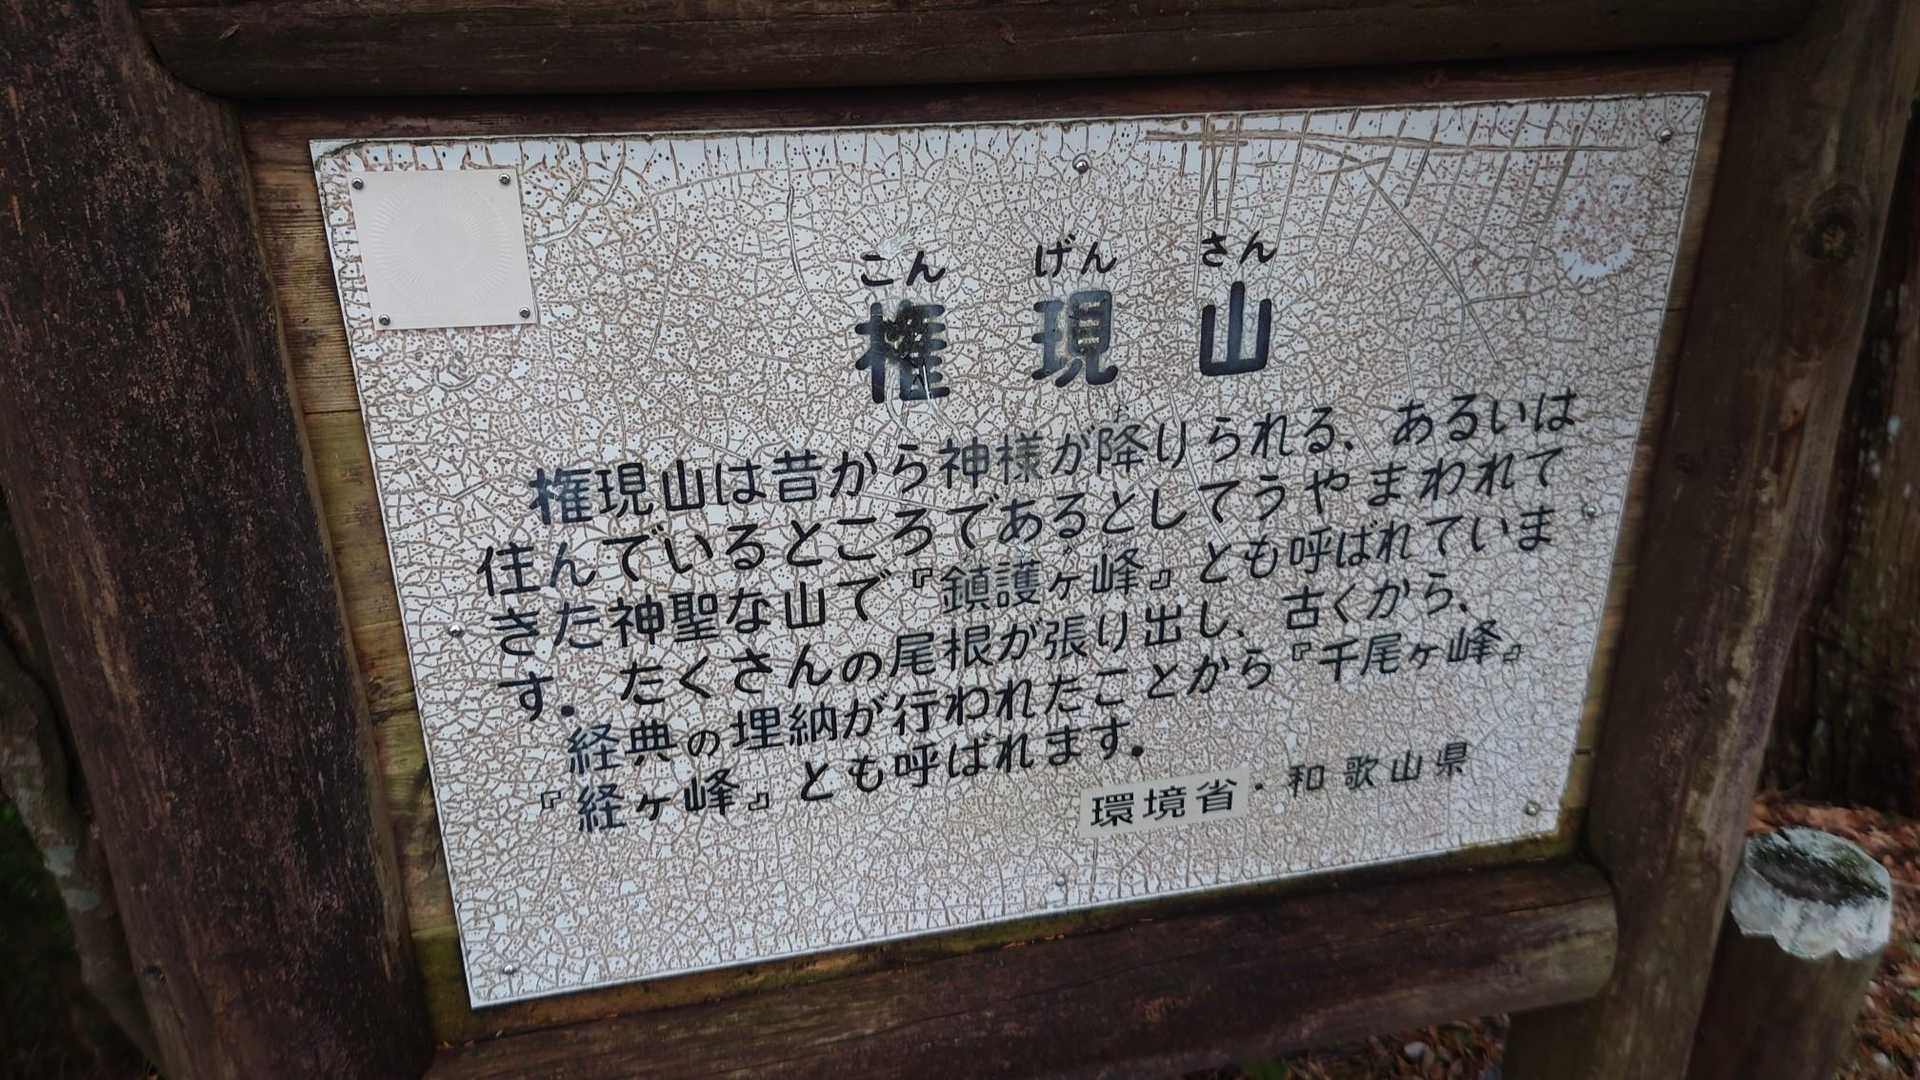 こん げん さん
権現山
権現山は昔から神様が降りられる、あるいは
住んでいるところであるとしてうやまわれて
きた神聖な山で『鎮護ヶ峰』とも呼ばれていま
す。たくさんの尾根が張り出し、古くから、
経典の埋納が行われたことから『千尾ヶ峰』
『経ヶ峰』とも呼ばれます。
環境省・和歌山県